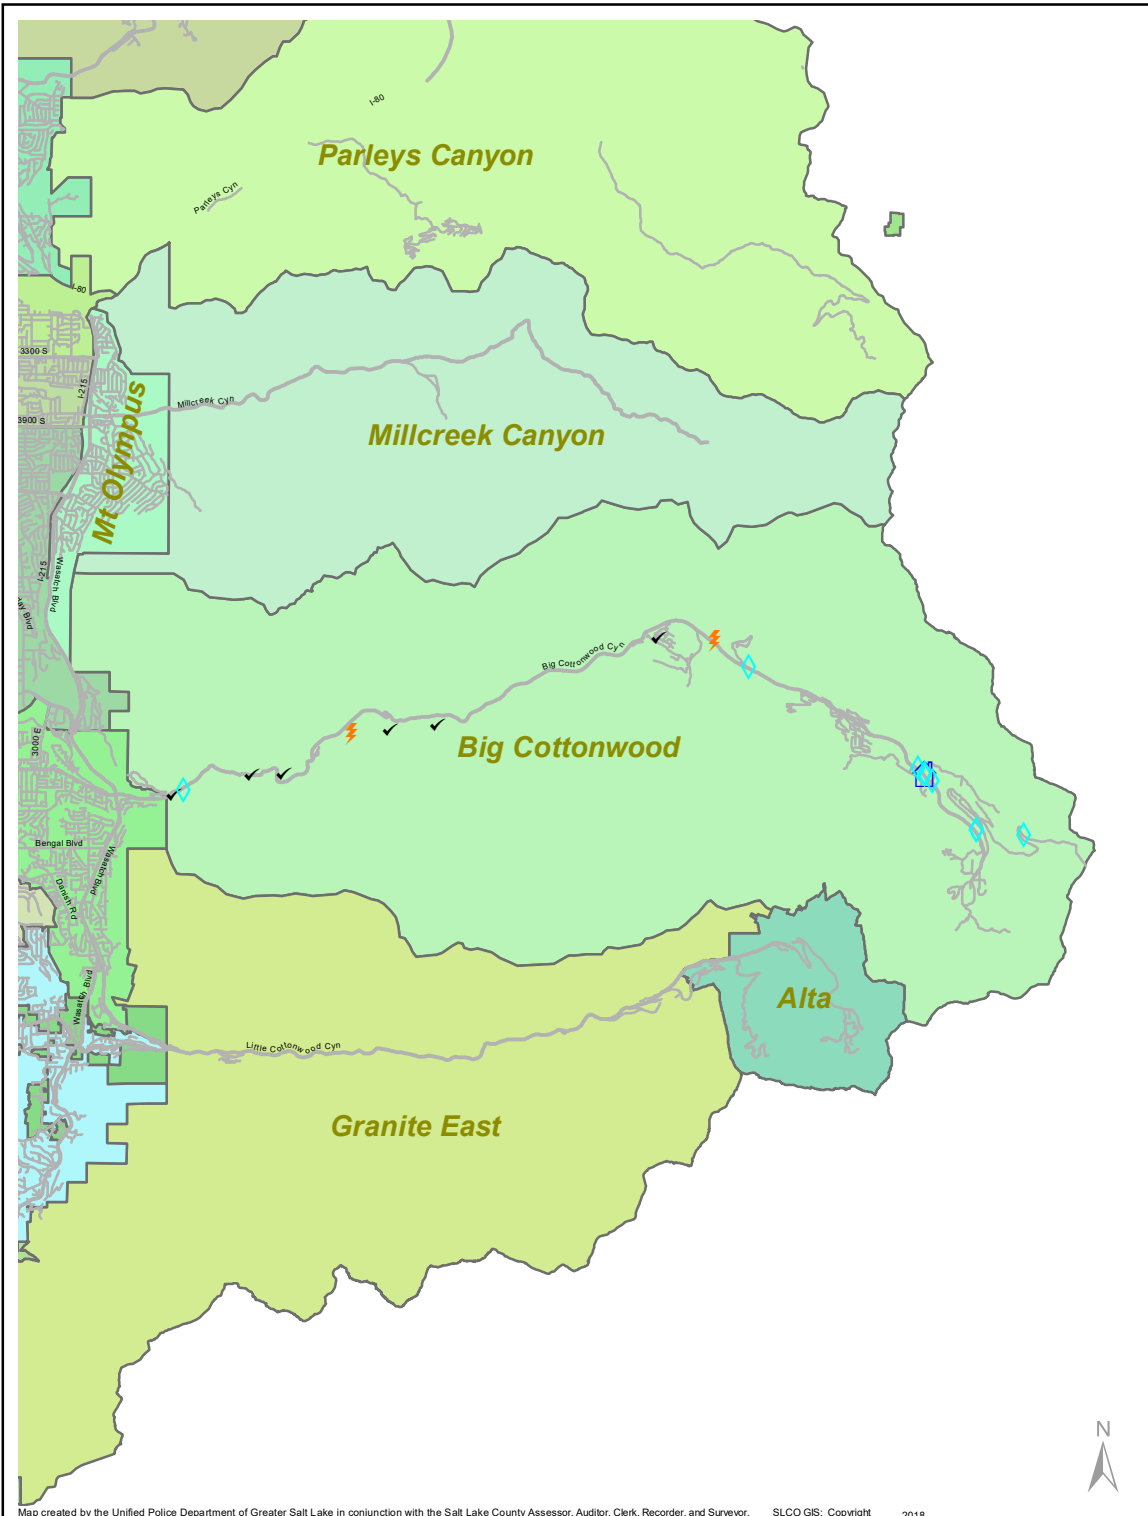 I-80
Parleys Canyon
Parleys Cyn
I-80
3300 S
I-215
Mt Olympus
Millcreek Cyn
3900 S
Millcreek Canyon
I-215
Wasatch Blvd
ay Blvd
Big Cottonwood Cyn
3000 E
Big Cottonwood
Bengal Blvd
Wasatch Blvd
Danish Rd
Wasatch Blvd
Alta
Little Cottonwood Cyn
Granite East
N
Map created by the Unified Police Department of Greater Salt Lake in conjunction with the Salt Lake County Assessor, Auditor, Clerk, Recorder, and Surveyor. SLCO GIS: Copyright 2018